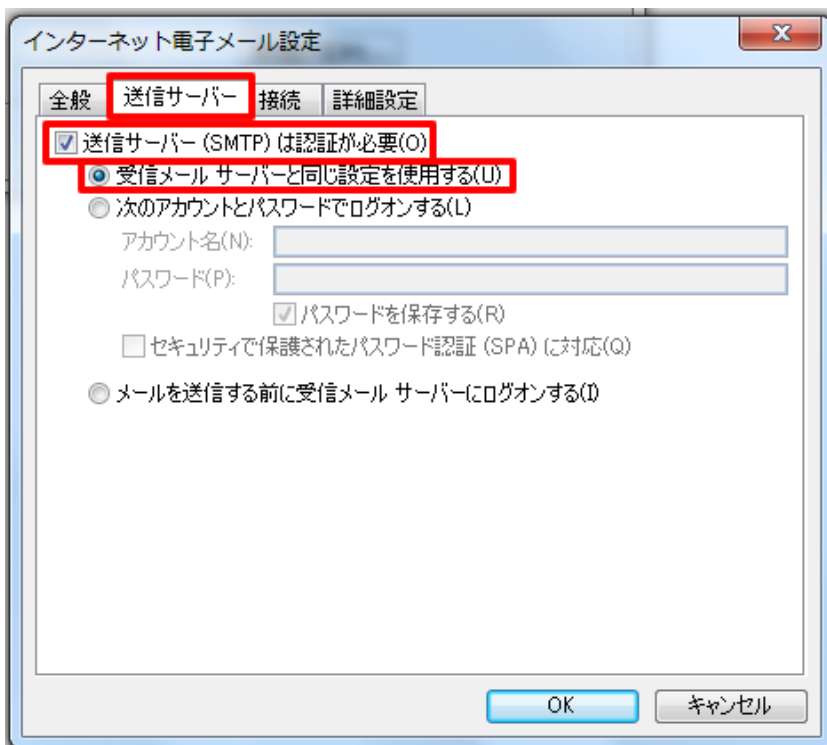 インターネット電子メール設定
全般 送信サーバー 接続 詳細設定
送信サーバー (SMTP) は認証が必要(O)
受信メール サーバーと同じ設定を使用する(U)
次のアカウントとパスワードでログオンする(L)
アカウント名(N):
パスワード(P):
パスワードを保存する(R)
セキュリティで保護されたパスワード認証 (SPA) に対応(Q)
メールを送信する前に受信メール サーバーにログオンする(I)
OK キャンセル